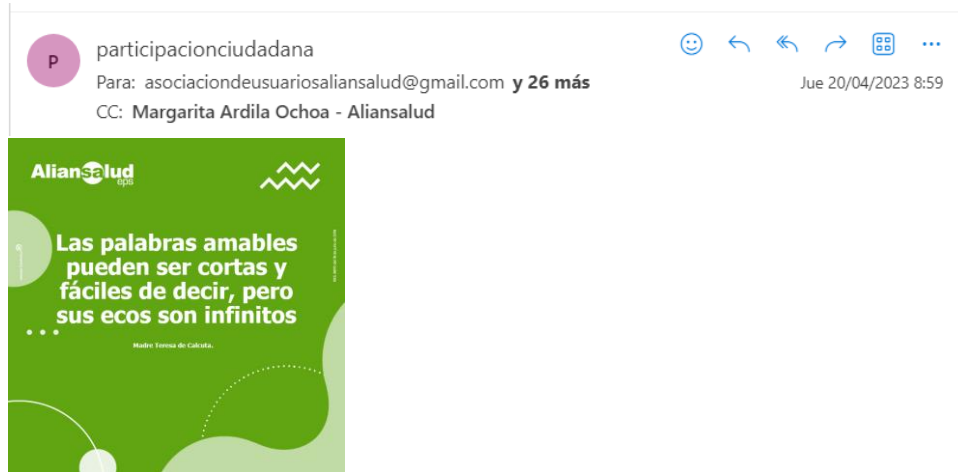 P
participacionciudadana
Para: asociaciondeusuariosaliansalud@gmail.com y 26 más
Jue 20/04/2023 8:59
CC: Margarita Ardila Ochoa - Aliansalud
Aliansalud
eps
Las palabras amables
pueden ser cortas y
fáciles de decir, pero
sus ecos son infinitos
Madre Teresa de Calcuta.